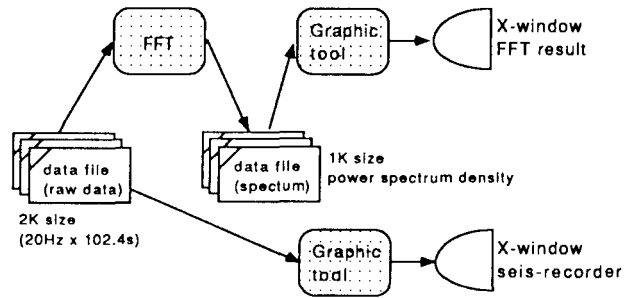 FFT
Graphic
tool
X-window
FFT result
data file
(raw data)
data file
(spectum)
1K size
power spectrum density
2K size
(20Hz x 102.4s)
Graphic
tool
X-window
seis-recorder